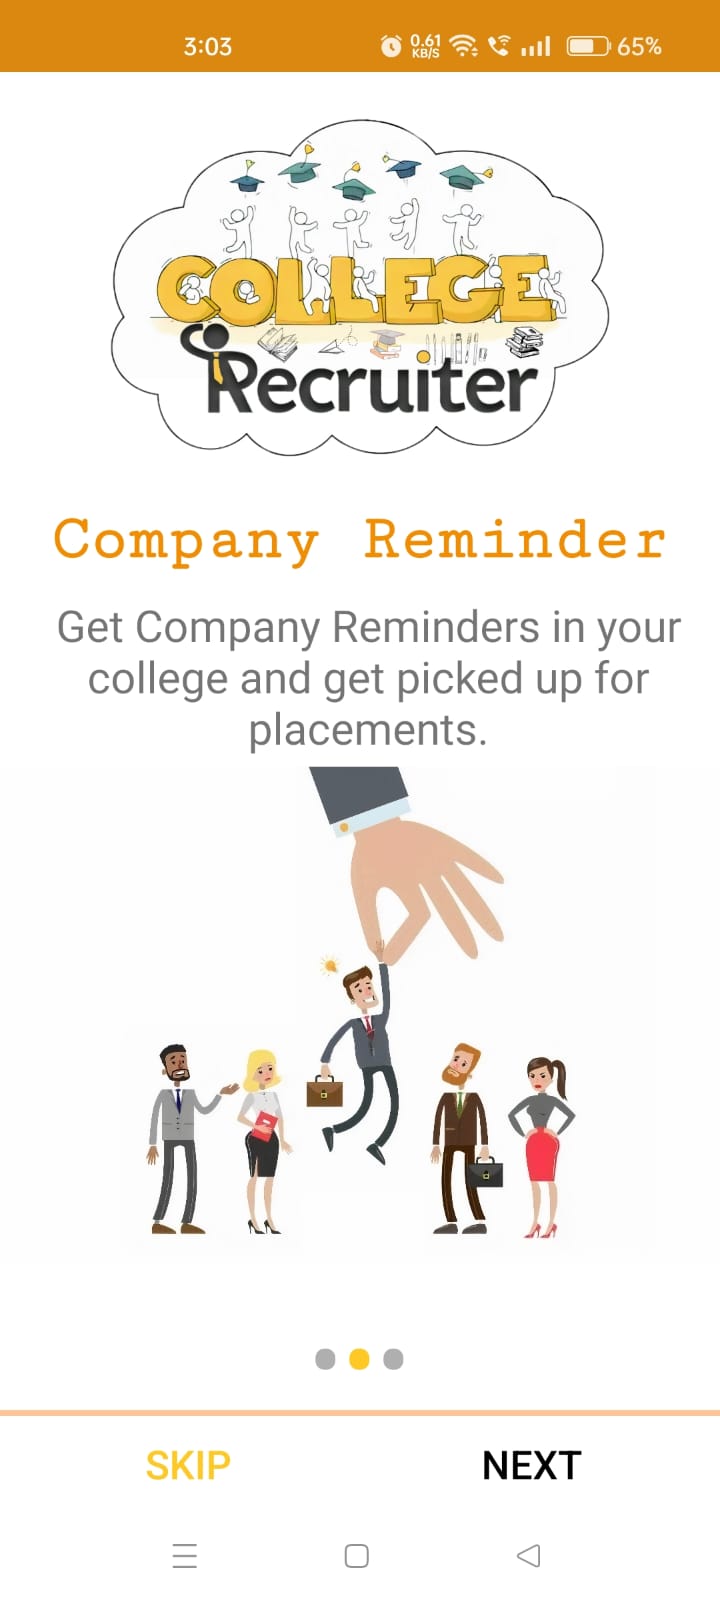 3:03
0.61
KB/S
65%
COLLEGE
Recruiter
Company Reminder
Get Company Reminders in your
college and get picked up for
placements.
SKIP
NEXT